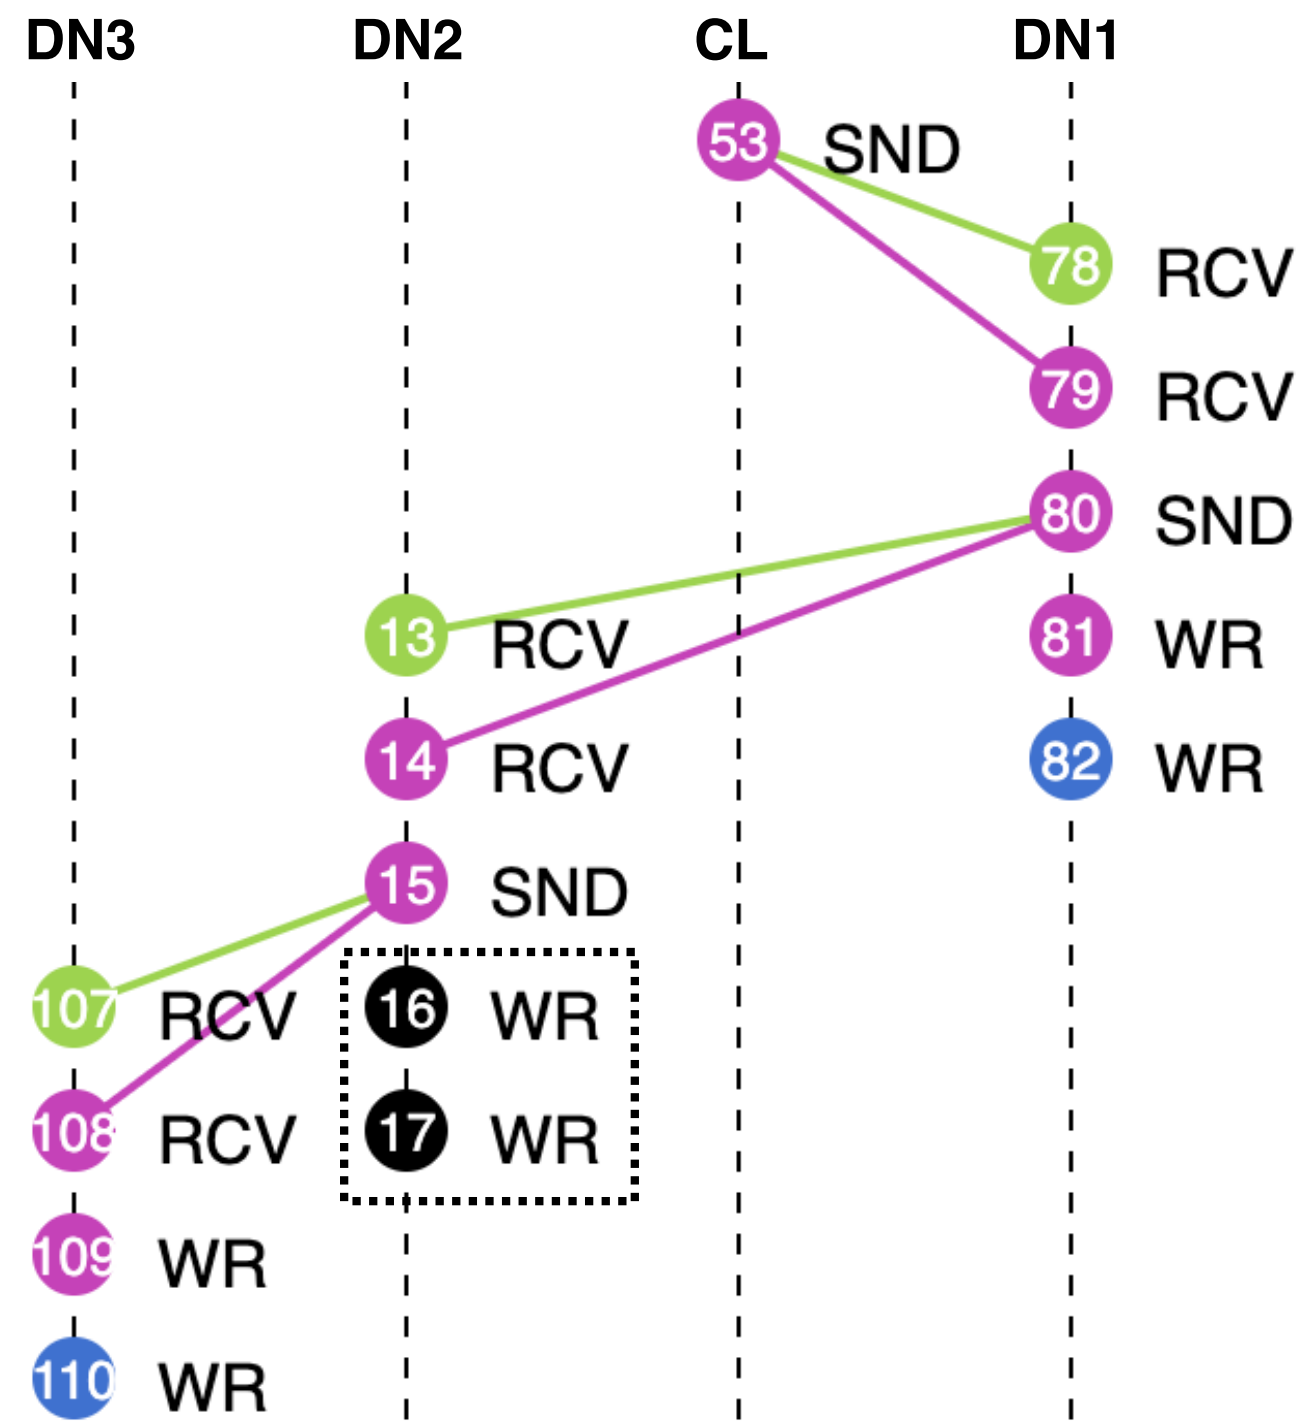 DN3 DN2 CL DN1
53 SND
78 RCV
79 RCV
80 SND
13 RCV 81 WR
14 RCV 82 WR
15 SND
107 RCV 16 WR
108 RCV 17 WR
109 WR
110 WR